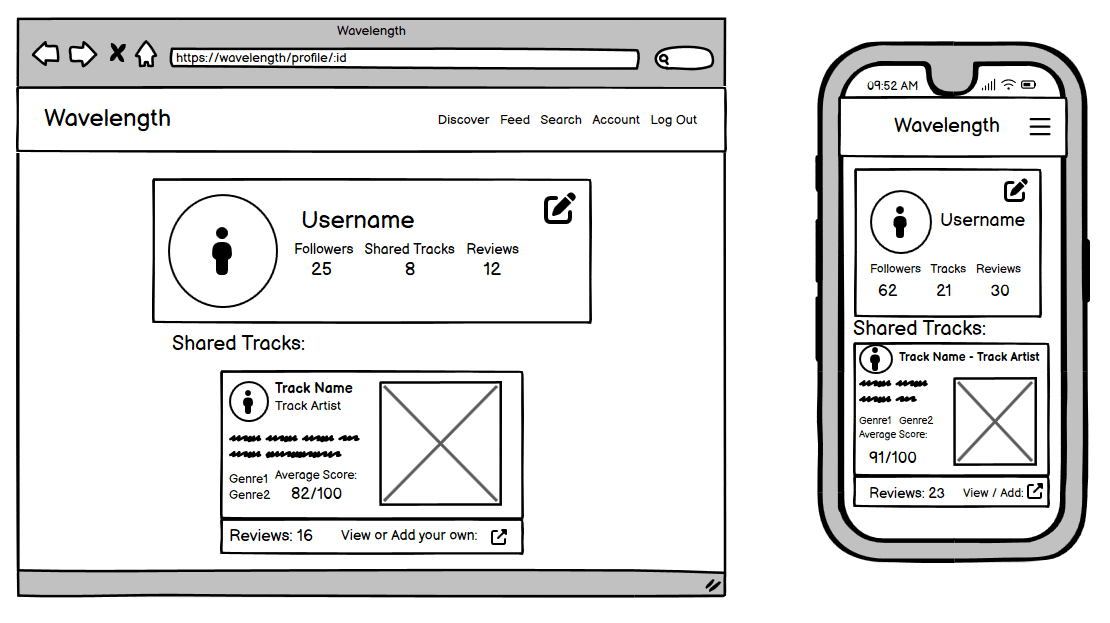 Wavelength
https://wavelength/profile/:id
Wavelength
Discover Feed Search Account Log Out
Username
Followers Shared Tracks Reviews
25 8 12
Shared Tracks:
Track Name
Track Artist
Genre1
Genre2
Average Score:
82/100
Reviews: 16
View or Add your own:
09:52 AM
Wavelength
Username
Followers Tracks Reviews
62 21 30
Shared Tracks:
Track Name - Track Artist
Genre1 Genre2
Average Score:
91/100
Reviews: 23
View / Add: